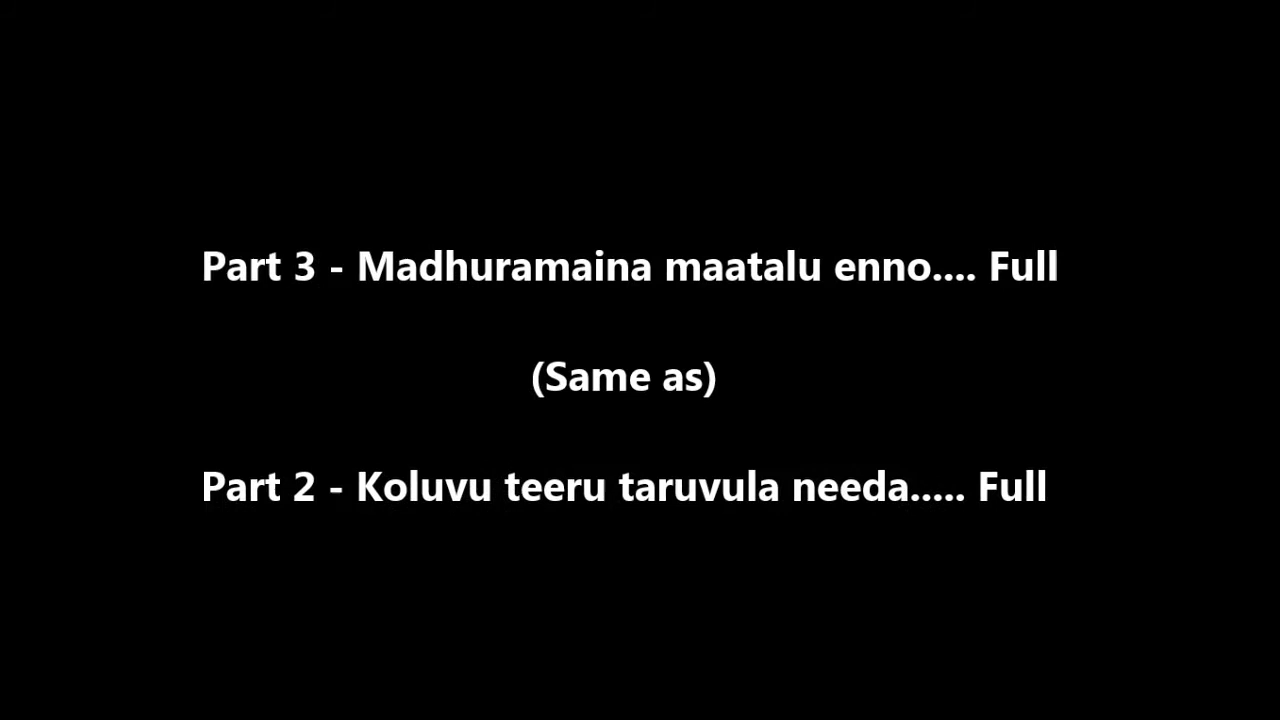 Part 3 - Madhuramaina maatalu enno.... Full
(Same as)
Part 2 - Koluvu teeru taruvula needa..... Full